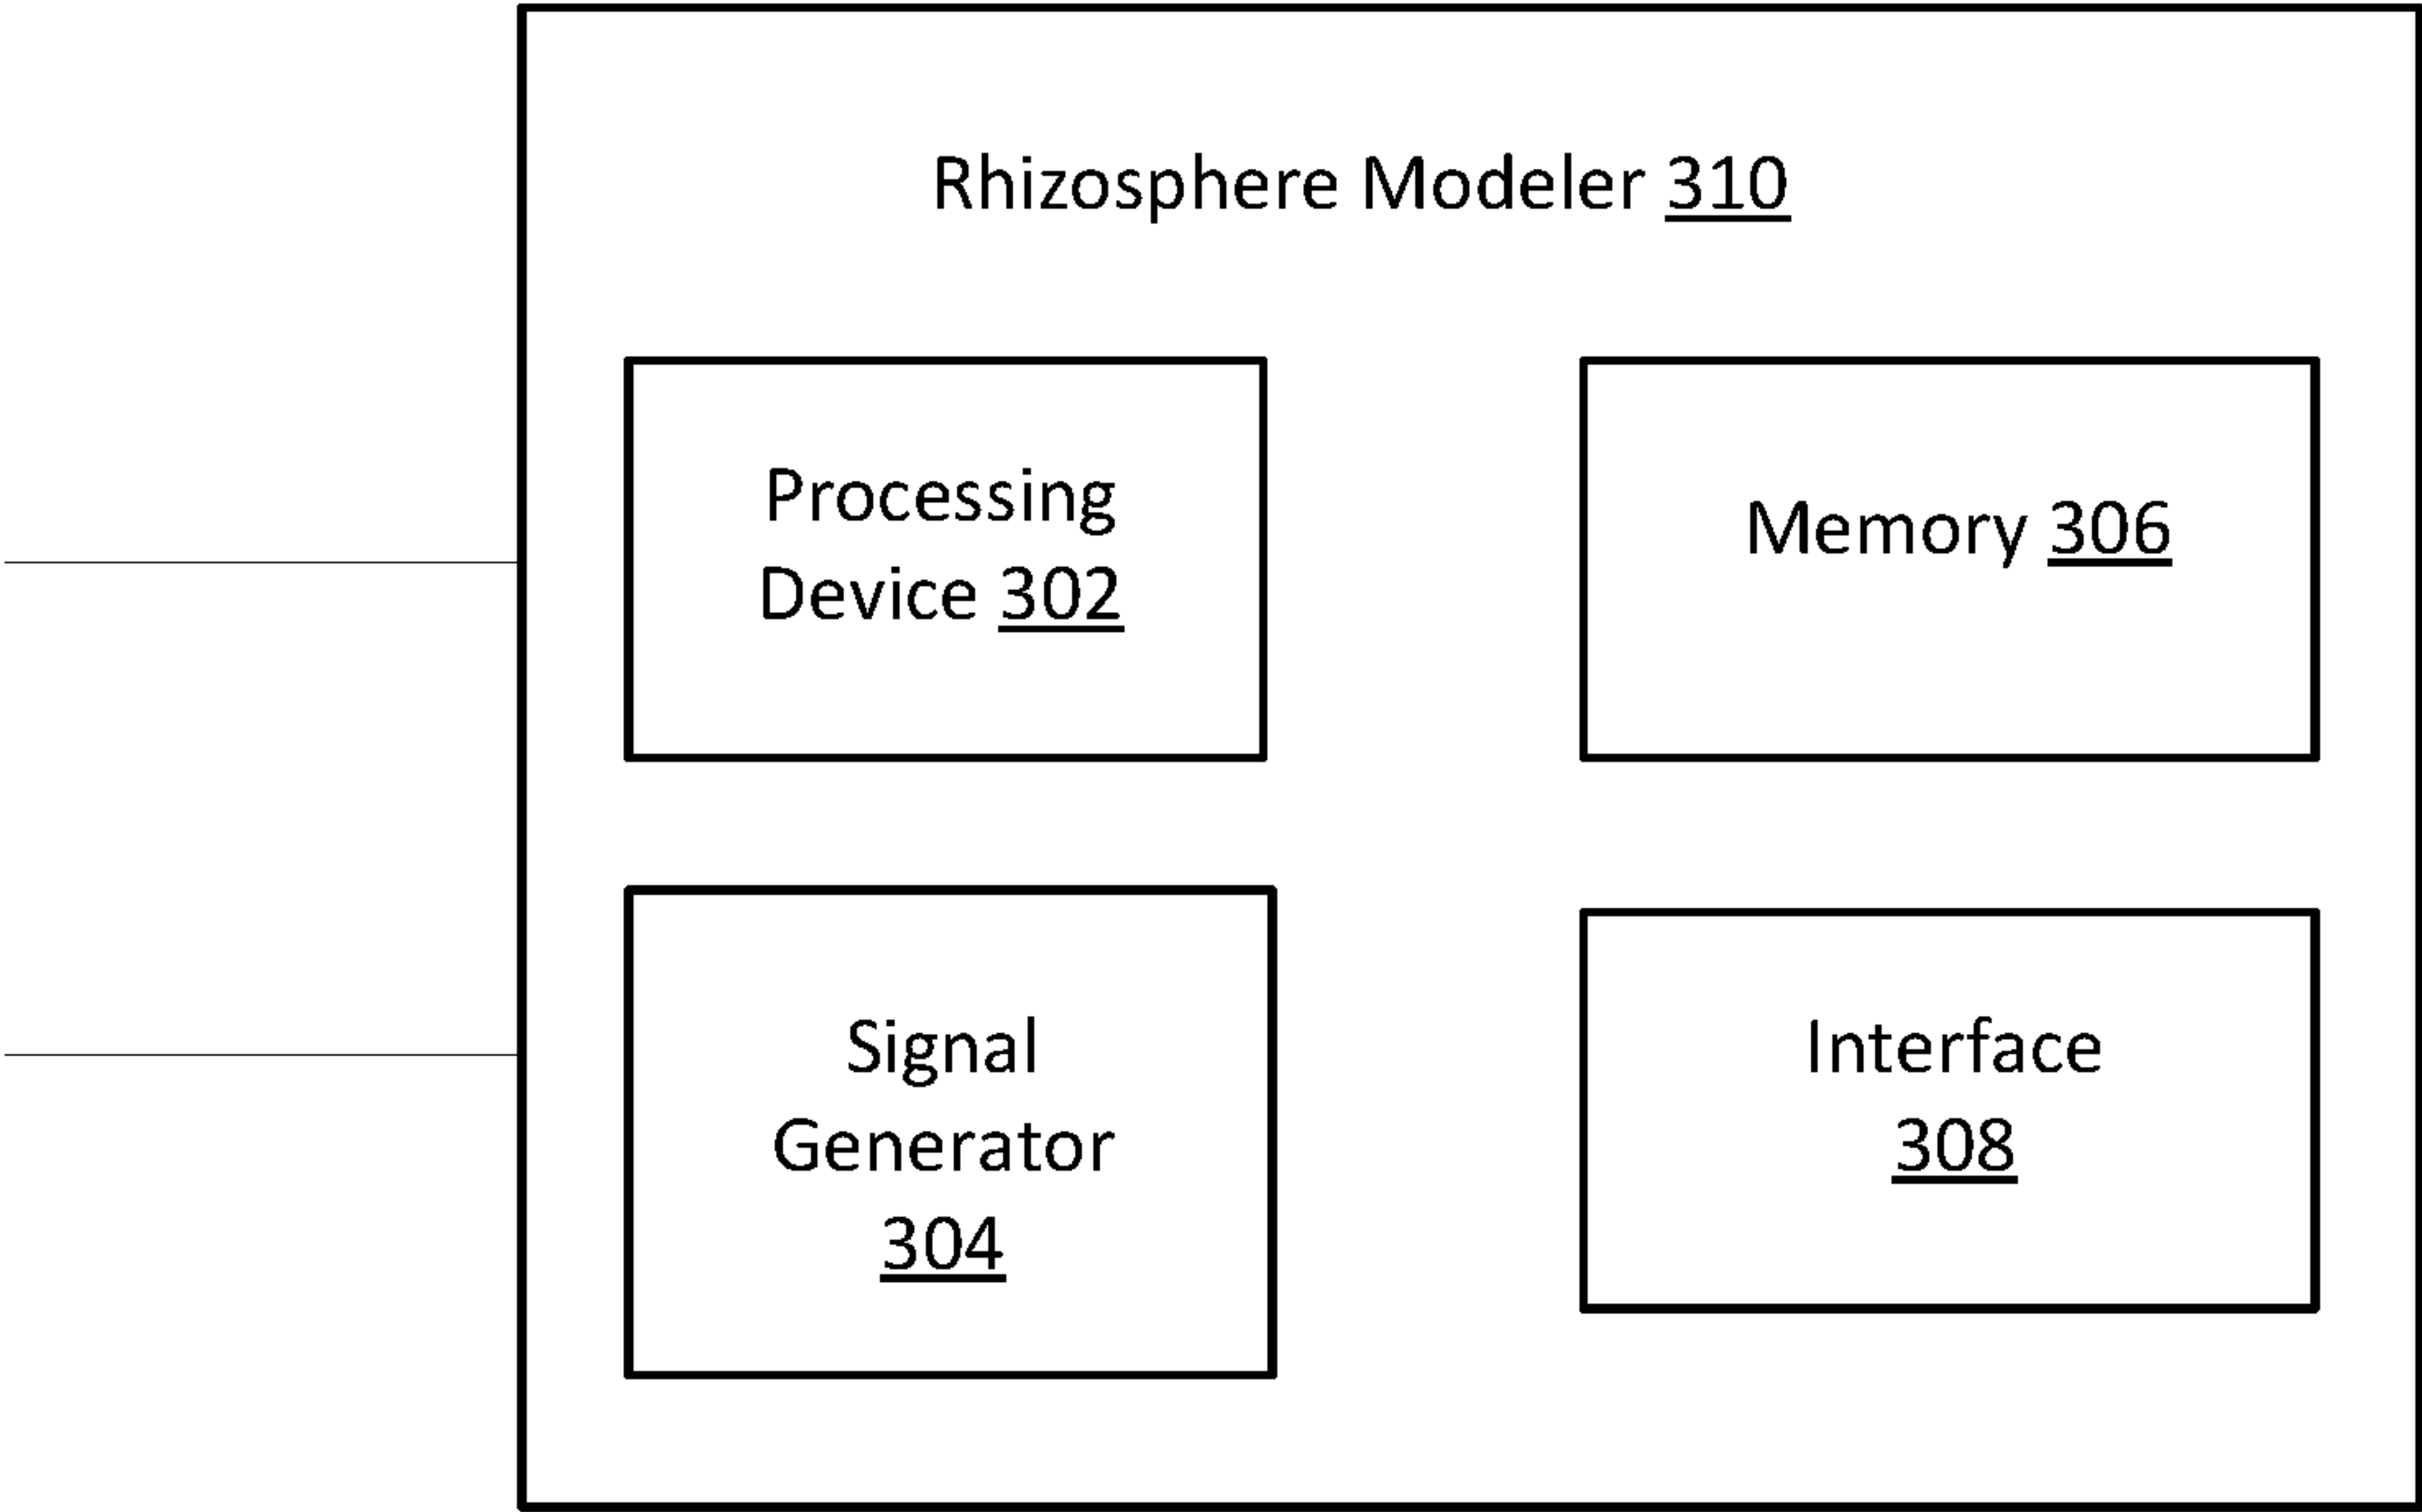 Rhizosphere Modeler 310
Processing
Device 302
Memory 306
Signal
Generator
304
Interface
308